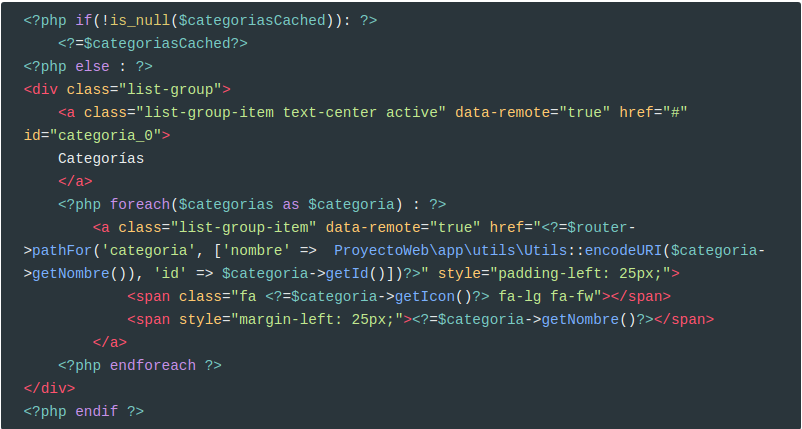 <?php if(!is_null($categoriasCached)): ?>
    <?=$categoriasCached?>
<?php else : ?>
<div class="list-group">
    <a class="list-group-item text-center active" data-remote="true" href="#"
id="categoria_0">
    Categorías
    </a>
    <?php foreach($categorias as $categoria) : ?>
        <a class="list-group-item" data-remote="true" href="<?=$router-
>pathFor('categoria', ['nombre' =>  ProyectoWeb\app\utils\Utils::encodeURI($categoria-
>getNombre()), 'id' => $categoria->getId()])?>" style="padding-left: 25px;">
            <span class="fa <?=$categoria->getIcon()?> fa-lg fa-fw"></span>
            <span style="margin-left: 25px;"><?=$categoria->getNombre()?></span>
        </a>
    <?php endforeach ?>
</div>
<?php endif ?>